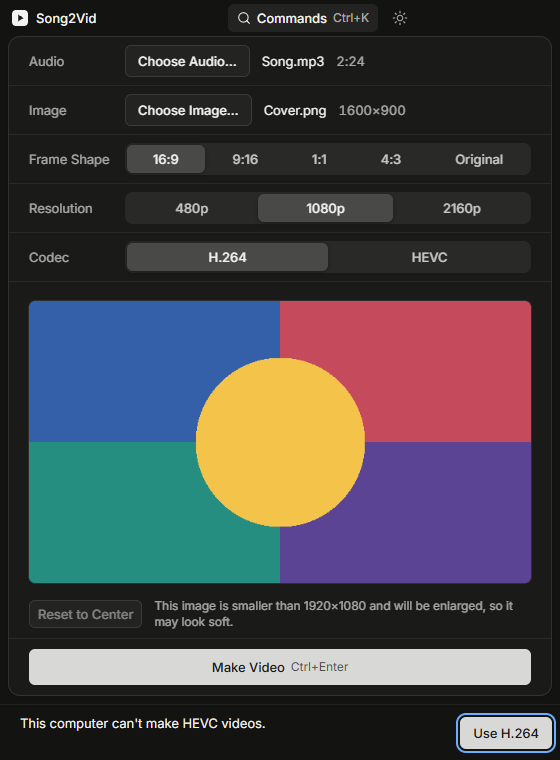 Song2Vid
Commands Ctrl+K
Audio Choose Audio... Song.mp3 2:24
Image Choose Image... Cover.png 1600×900
Frame Shape 16:9 9:16 1:1 4:3 Original
Resolution 480p 1080p 2160p
Codec H.264 HEVC
Reset to Center
This image is smaller than 1920×1080 and will be enlarged, so it
may look soft.
Make Video Ctrl+Enter
This computer can't make HEVC videos.
Use H.264